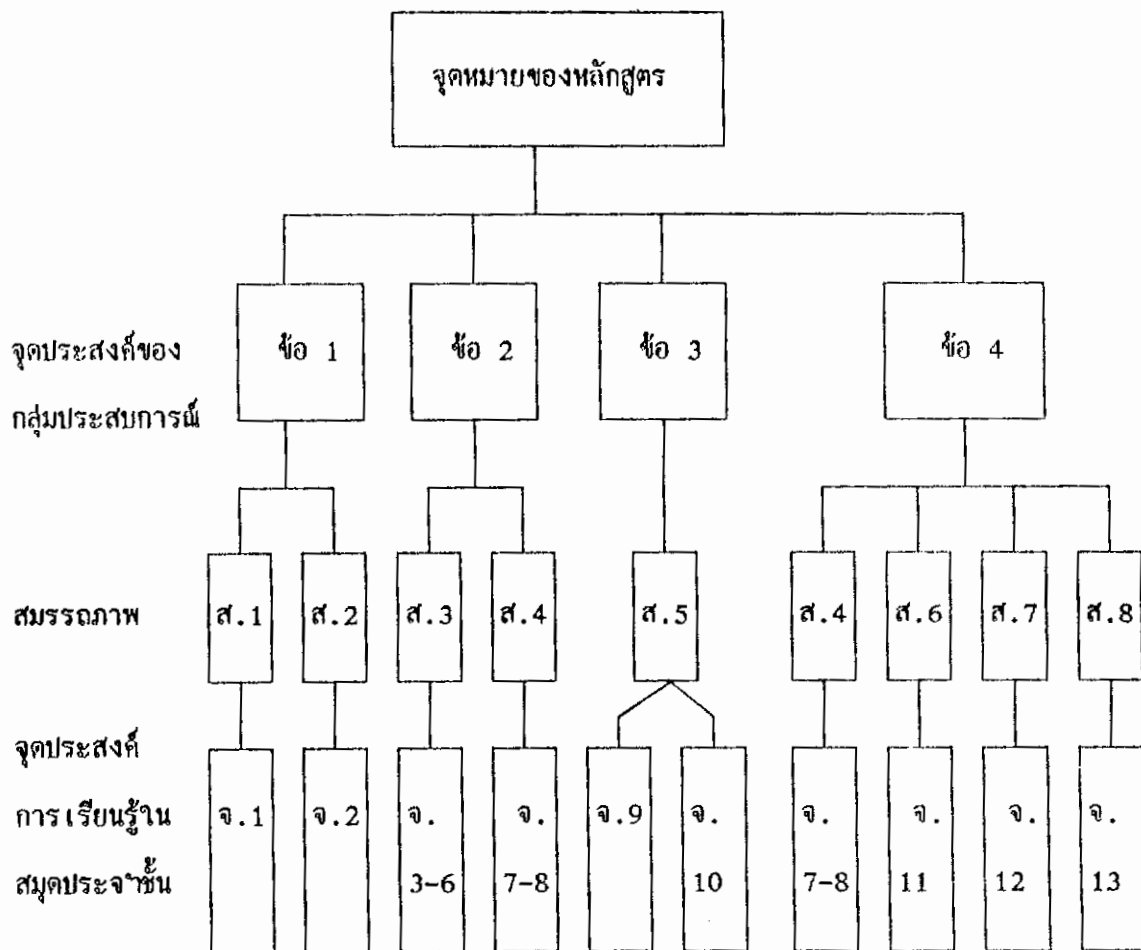 จุดหมายของหลักสูตร
จุดประสงค์ของ
กลุ่มประสบการณ์
ข้อ 1 ข้อ 2 ข้อ 3 ข้อ 4
สมรรถภาพ ส.1 ส.2 ส.3 ส.4 ส.5 ส.4 ส.6 ส.7 ส.8
จุดประสงค์
การเรียนรู้ใน จ.1 จ.2 จ. จ. จ.9 จ. จ. จ. จ. จ.
สมุดประจำชั้น 3-6 7-8 10 7-8 11 12 13